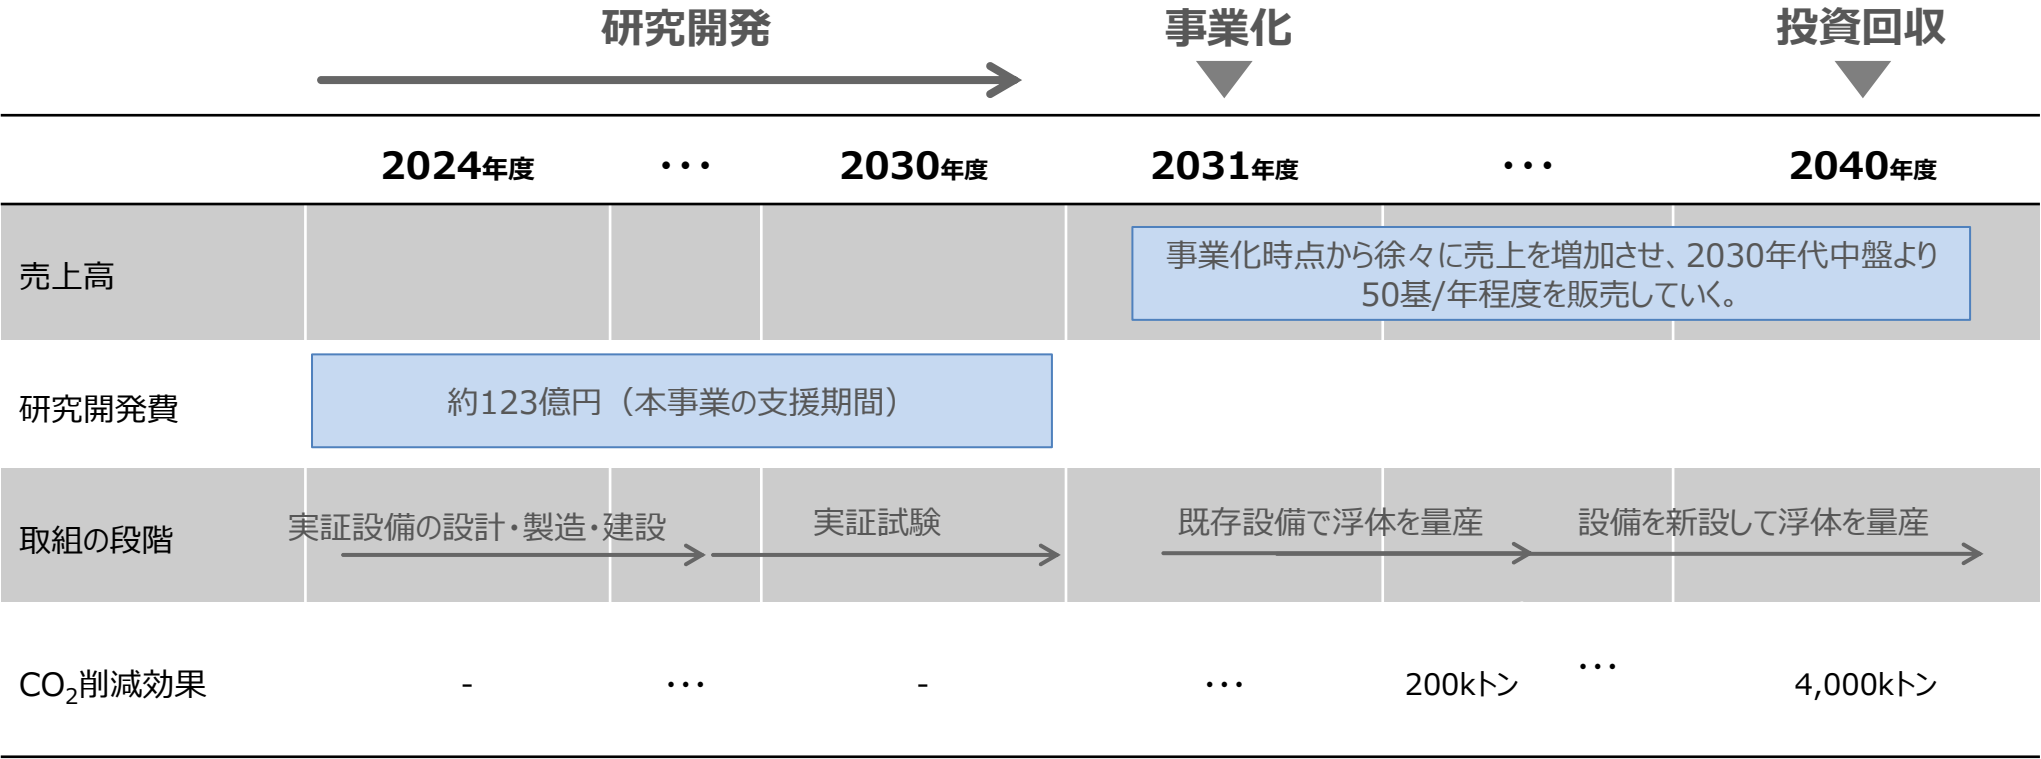 研究開発 事業化 投資回収
2024年度 ・・・ 2030年度 2031年度 ・・・ 2040年度
売上高
事業化時点から徐々に売上を増加させ、2030年代中盤より
50基/年程度を販売していく。
研究開発費 約123億円（本事業の支援期間）
取組の段階 実証設備の設計・製造・建設 実証試験 既存設備で浮体を量産 設備を新設して浮体を量産
CO₂削減効果 - ・・・ - ・・・ 200kトン ・・・ 4,000kトン